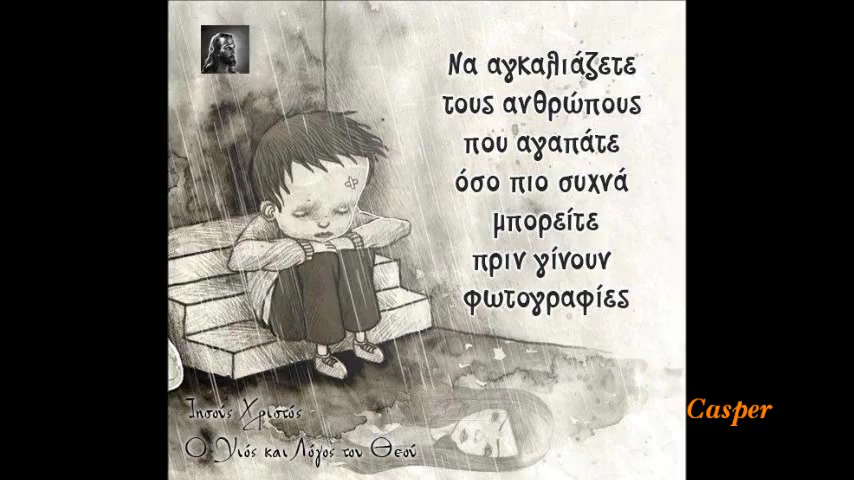 Να αγκαλιάζετε
τους ανθρώπους
που αγαπάτε
όσο πιο συχνά
μπορείτε
πριν γίνουν
φωτογραφίες
Casper
Ιησούς Χριστός
Ο Υιός και Λόγος του Θεού